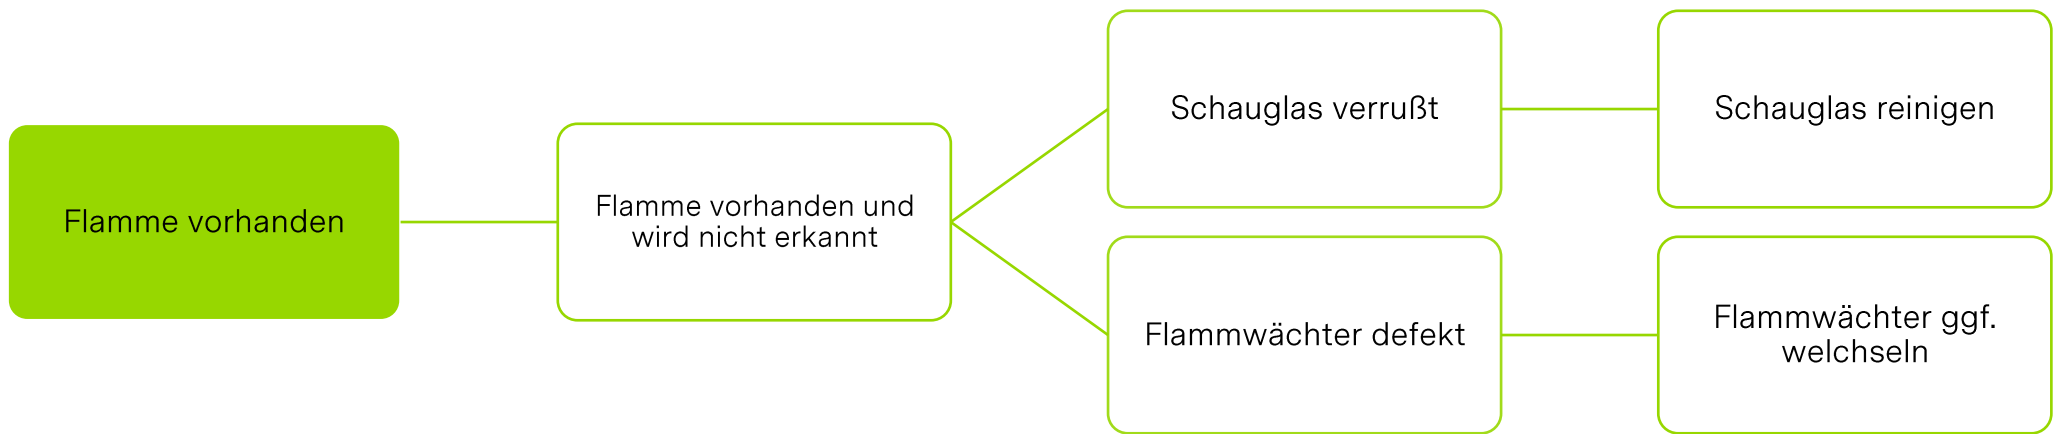 Flamme vorhanden
Flamme vorhanden und
wird nicht erkannt
Schauglas verrußt
Schauglas reinigen
Flammwächter defekt
Flammwächter ggf.
welchseln